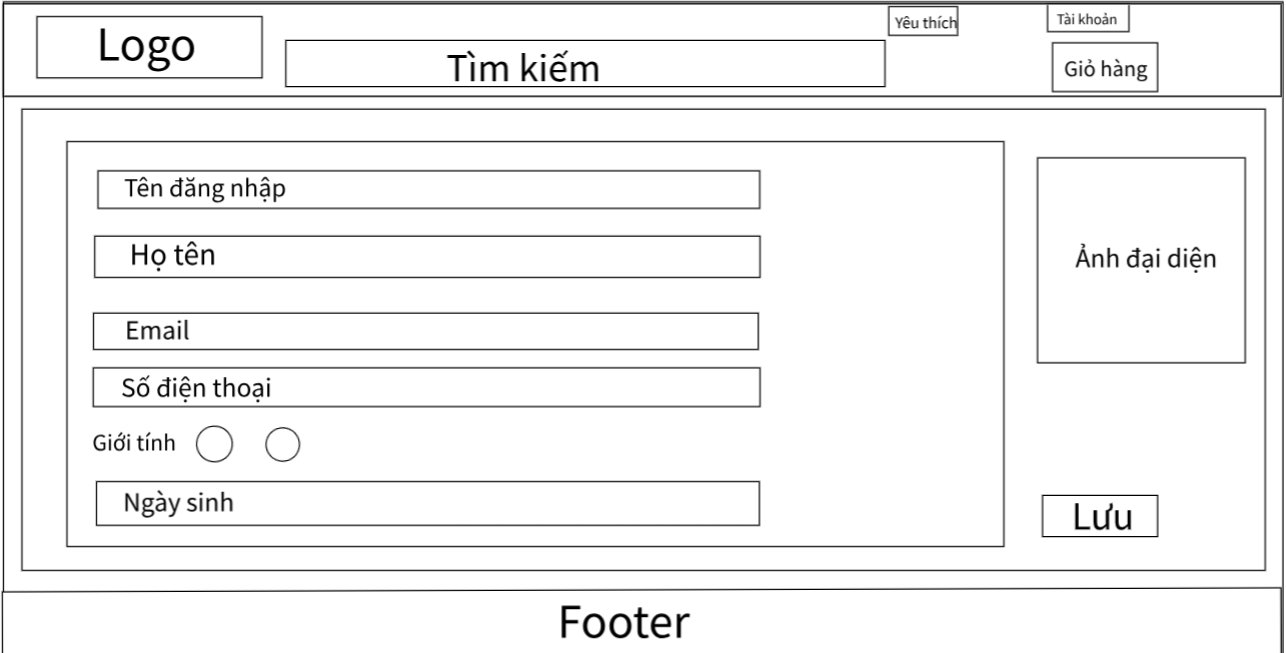 Logo
Tìm kiếm
Yêu thích
Tài khoản
Giỏ hàng
Tên đăng nhập
Họ tên
Email
Số điện thoại
Giới tính
Ngày sinh
Ảnh đại diện
Lưu
Footer